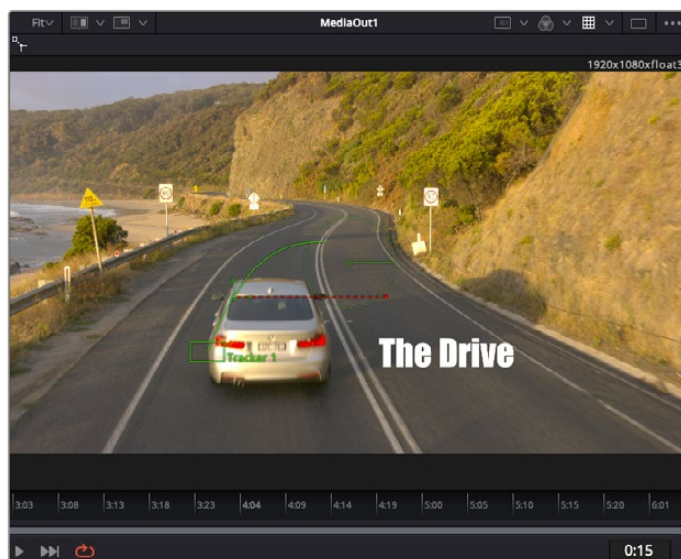 Fit
MediaOut1
1920x1080xfloat3
Tracker 1
The Drive
3:03 3:08 3:13 3:18 3:23 4:04 4:09 4:14 4:19 5:00 5:05 5:10 5:15 5:20 6:01
0:15